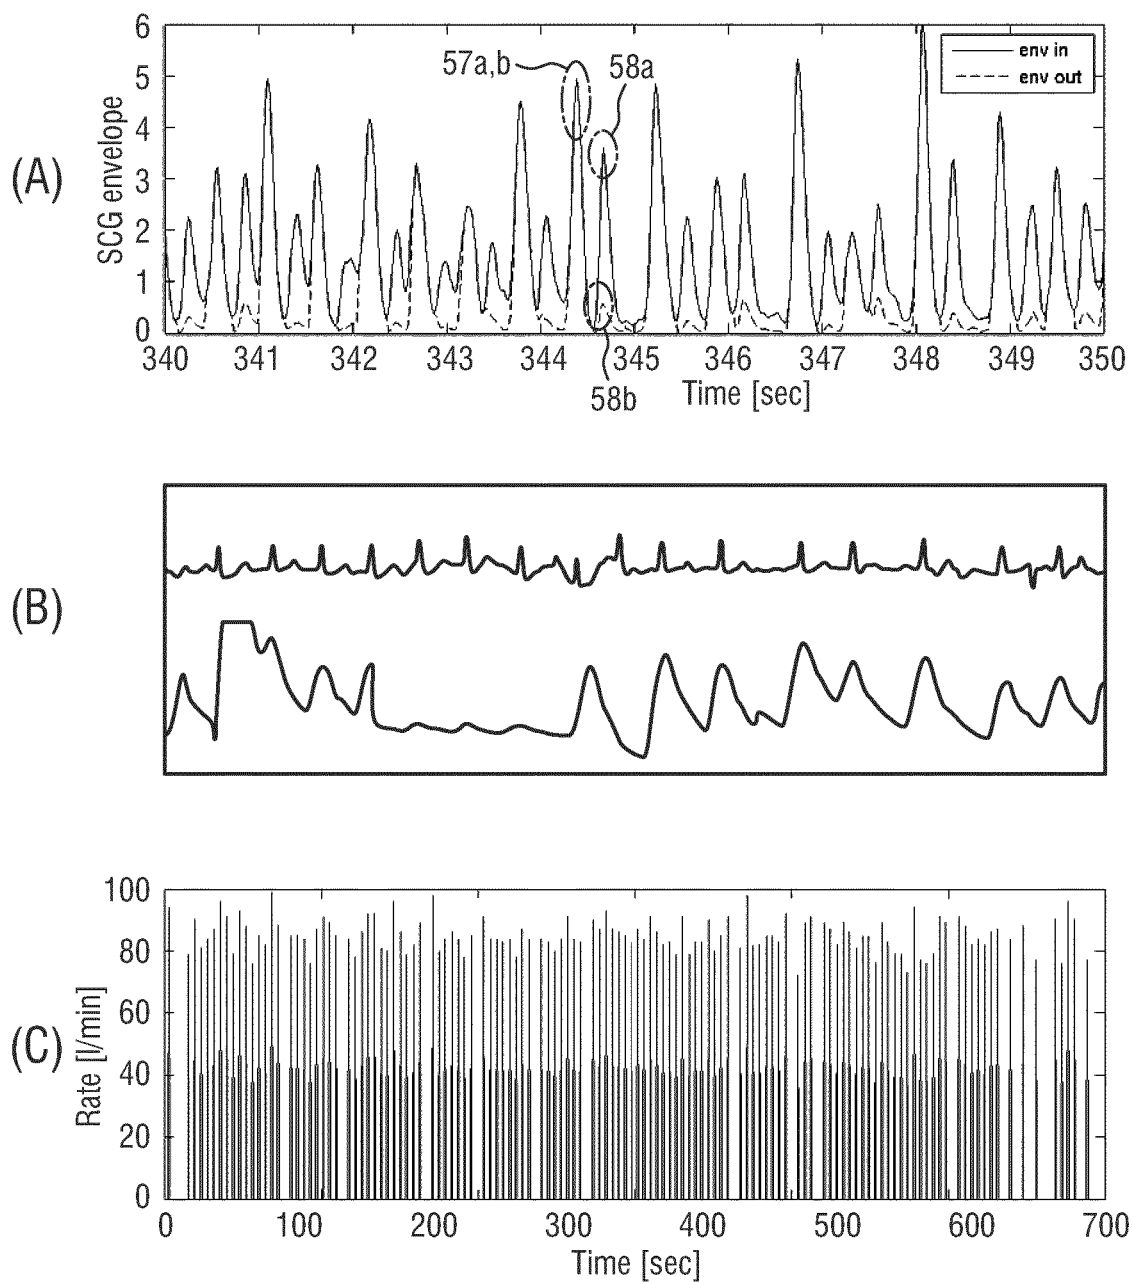 (A)
SCG envelope
6
5
4
3
2
1
0
57a,b
58a
env in
env out
340 341 342 343 344 345 346 347 348 349 350
58b
Time [sec]
(B)
(C)
Rate [l/min]
100
80
60
40
20
0
0 100 200 300 400 500 600 700
Time [sec]